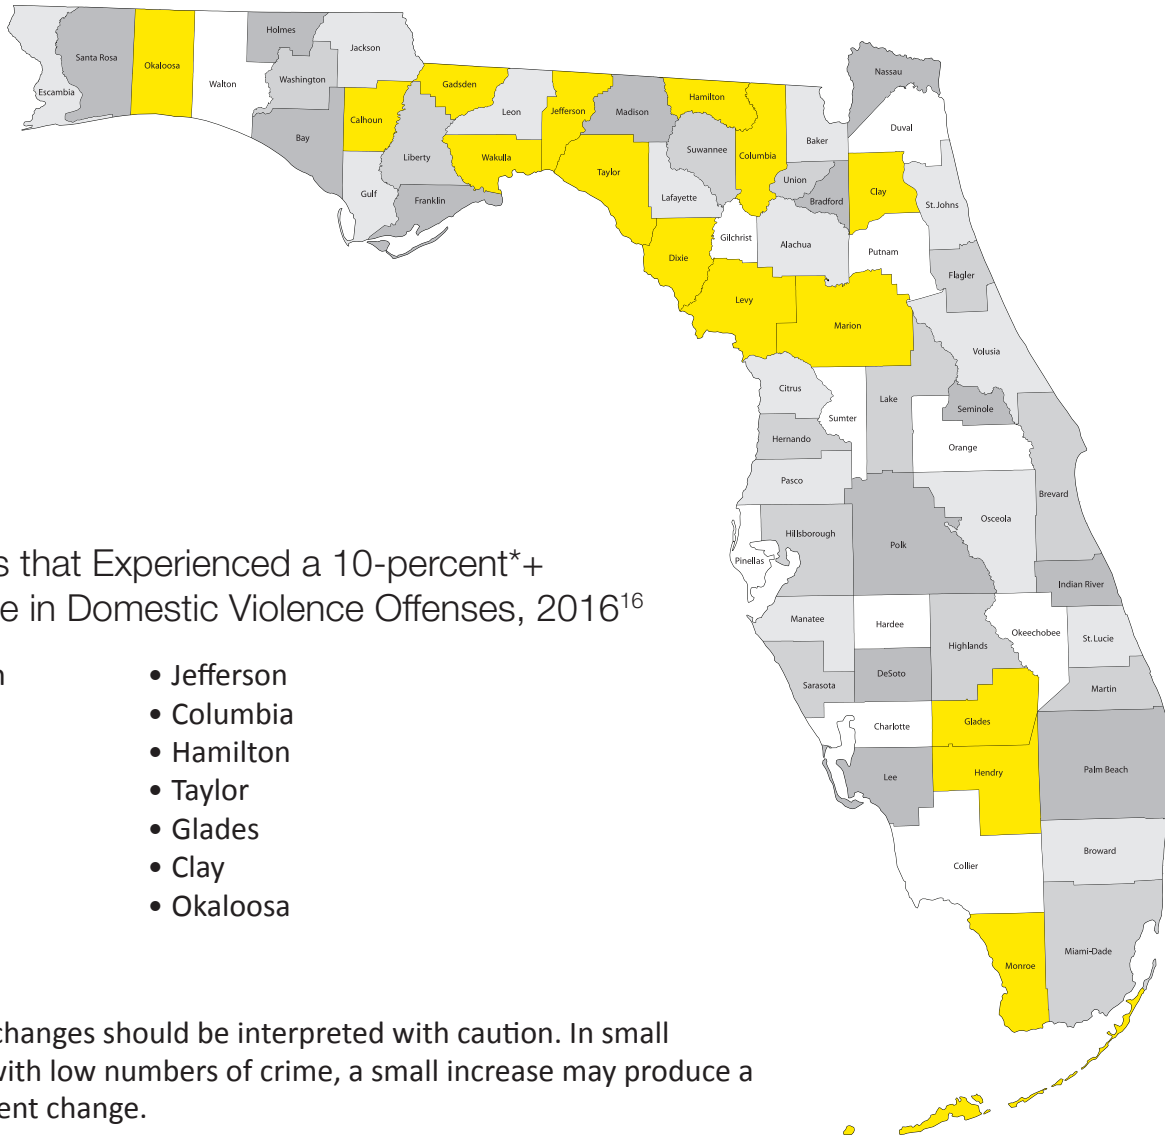 Holmes
Jackson
Santa Rosa
Okaloosa
Walton
Washington
Escambia
Gadsden
Calhoun
Leon
Jefferson
Madison
Hamilton
Nassau
Bay
Liberty
Wakulla
Taylor
Suwannee
Columbia
Baker
Duval
Gulf
Franklin
Lafayette
Union
Bradford
Clay
St.Johns
Dixie
Gilchrist
Alachua
Putnam
Flagler
Levy
Marion
Volusia
Citrus
Sumter
Lake
Seminole
Hernando
Orange
Pasco
Brevard
Hillsborough
Osceola
Polk
Pinellas
Indian River
s that Experienced a 10-percent*+
e in Domestic Violence Offenses, 2016¹⁶
Manatee
Hardee
Okeechobee
St.Lucie
Highlands
n
• Jefferson
• Columbia
• Hamilton
• Taylor
• Glades
• Clay
• Okaloosa
Sarasota
DeSoto
Martin
Charlotte
Glades
Lee
Hendry
Palm Beach
Collier
Broward
Monroe
Miami-Dade
changes should be interpreted with caution. In small
with low numbers of crime, a small increase may produce a
ent change.